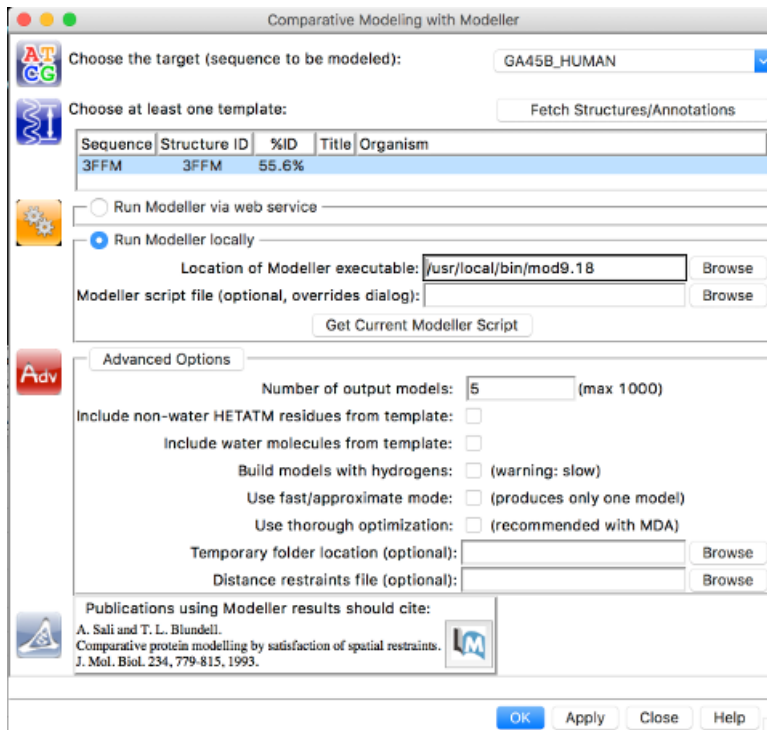 Comparative Modeling with Modeller
AT
CG
Choose the target (sequence to be modeled):
GA45B_HUMAN
Choose at least one template:
Fetch Structures/Annotations
Sequence Structure ID %ID Title Organism
3FFM 3FFM 55.6%
Run Modeller via web service
Run Modeller locally
Location of Modeller executable: /usr/local/bin/mod9.18 Browse
Modeller script file (optional, overrides dialog): Browse
Get Current Modeller Script
Adv
Advanced Options
Number of output models: 5 (max 1000)
Include non-water HETATM residues from template:
Include water molecules from template:
Build models with hydrogens: (warning: slow)
Use fast/approximate mode: (produces only one model)
Use thorough optimization: (recommended with MDA)
Temporary folder location (optional): Browse
Distance restraints file (optional): Browse
Publications using Modeller results should cite:
A. Sali and T. L. Blundell.
Comparative protein modelling by satisfaction of spatial restraints.
J. Mol. Biol. 234, 779-815, 1993.
LM
OK Apply Close Help